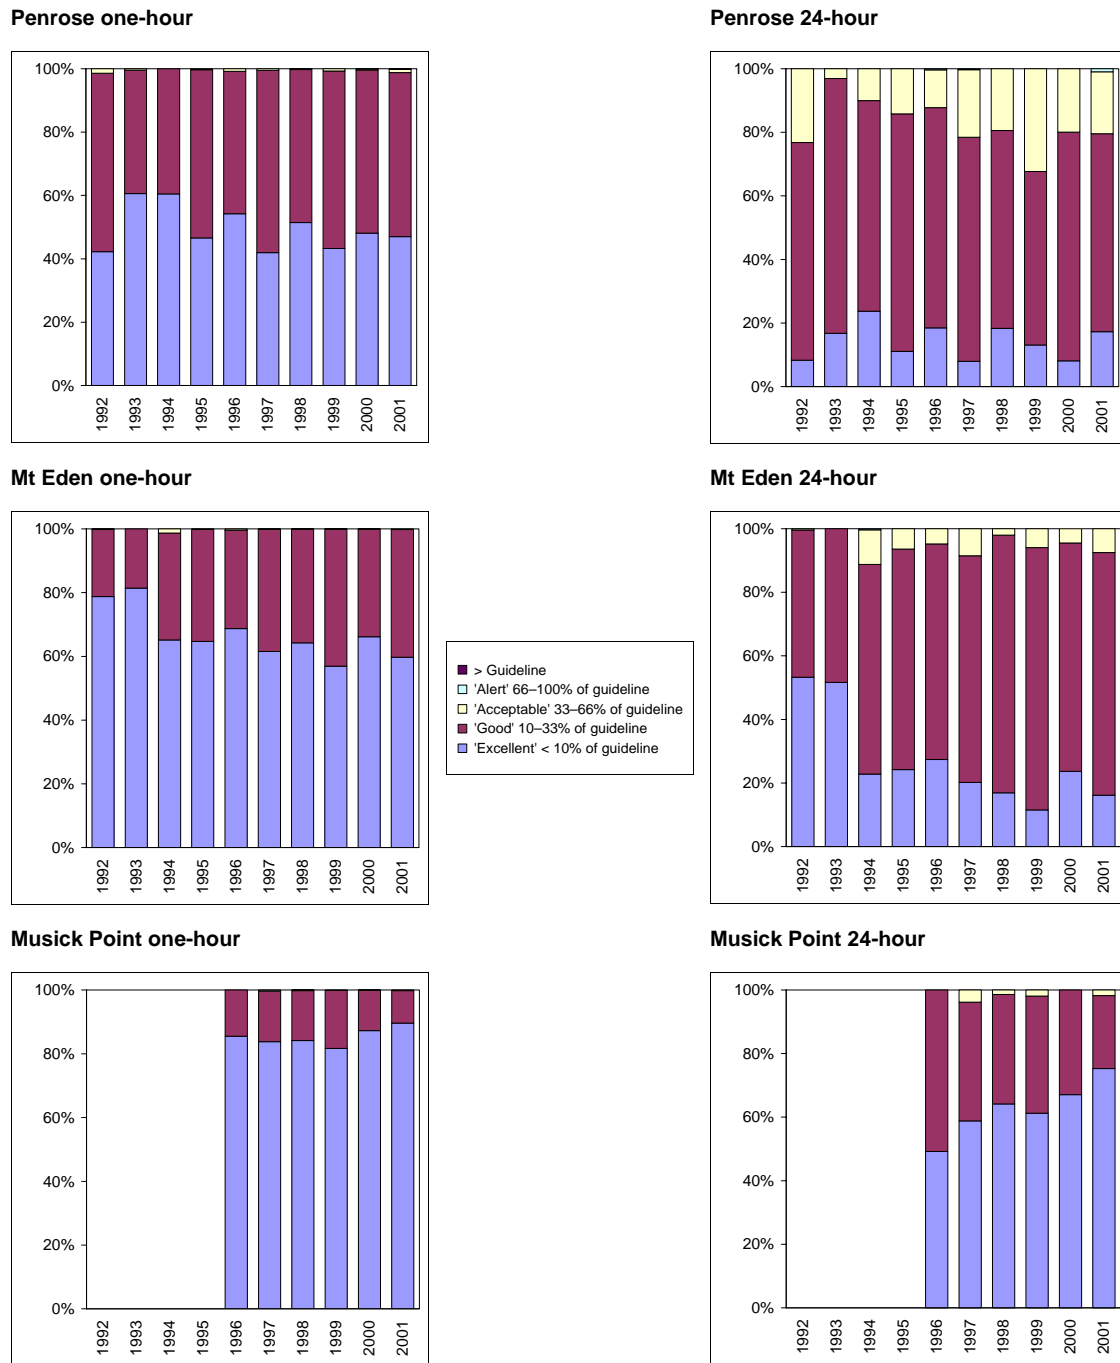 Penrose one-hour
Penrose 24-hour
100%
80%
60%
40%
20%
0%
1992 1993 1994 1995 1996 1997 1998 1999 2000 2001
100%
80%
60%
40%
20%
0%
1992 1993 1994 1995 1996 1997 1998 1999 2000 2001
Mt Eden one-hour
Mt Eden 24-hour
100%
80%
60%
40%
20%
0%
1992 1993 1994 1995 1996 1997 1998 1999 2000 2001
> Guideline
'Alert' 66–100% of guideline
'Acceptable' 33–66% of guideline
'Good' 10–33% of guideline
'Excellent' < 10% of guideline
100%
80%
60%
40%
20%
0%
1992 1993 1994 1995 1996 1997 1998 1999 2000 2001
Musick Point one-hour
Musick Point 24-hour
100%
80%
60%
40%
20%
0%
1992 1993 1994 1995 1996 1997 1998 1999 2000 2001
100%
80%
60%
40%
20%
0%
1992 1993 1994 1995 1996 1997 1998 1999 2000 2001